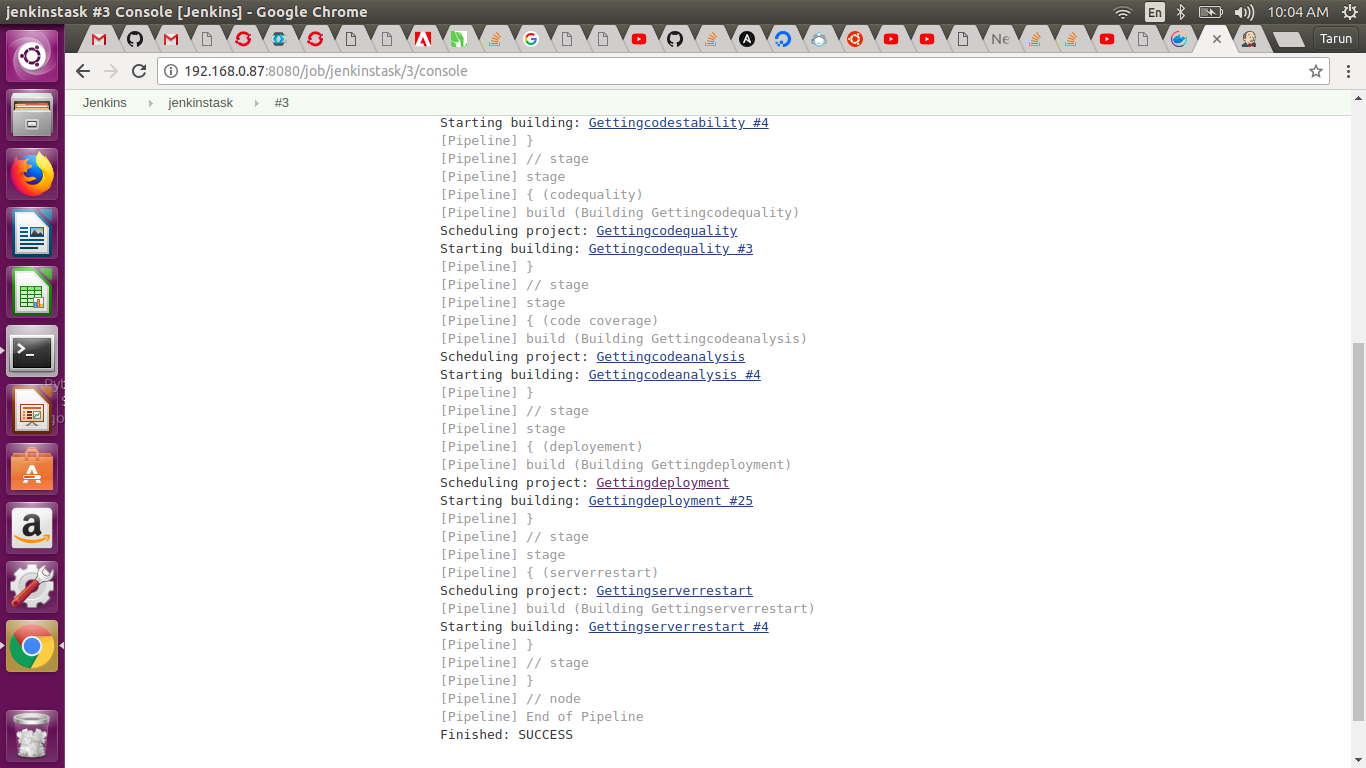 jenkinstask #3 Console [Jenkins] - Google Chrome
En
10:04 AM
Ne
Tarun
192.168.0.87:8080/job/jenkinstask/3/console
Jenkins
jenkinstask
#3
Starting building: Gettingcodestability #4
[Pipeline] }
[Pipeline] // stage
[Pipeline] stage
[Pipeline] { (codequality)
[Pipeline] build (Building Gettingcodequality)
Scheduling project: Gettingcodequality
Starting building: Gettingcodequality #3
[Pipeline] }
[Pipeline] // stage
[Pipeline] stage
[Pipeline] { (code coverage)
[Pipeline] build (Building Gettingcodeanalysis)
Scheduling project: Gettingcodeanalysis
Starting building: Gettingcodeanalysis #4
[Pipeline] }
[Pipeline] // stage
[Pipeline] stage
[Pipeline] { (deployement)
[Pipeline] build (Building Gettingdeployment)
Scheduling project: Gettingdeployment
Starting building: Gettingdeployment #25
[Pipeline] }
[Pipeline] // stage
[Pipeline] stage
[Pipeline] { (serverrestart)
Scheduling project: Gettingserverrestart
[Pipeline] build (Building Gettingserverrestart)
Starting building: Gettingserverrestart #4
[Pipeline] }
[Pipeline] // stage
[Pipeline] }
[Pipeline] // node
[Pipeline] End of Pipeline
Finished: SUCCESS